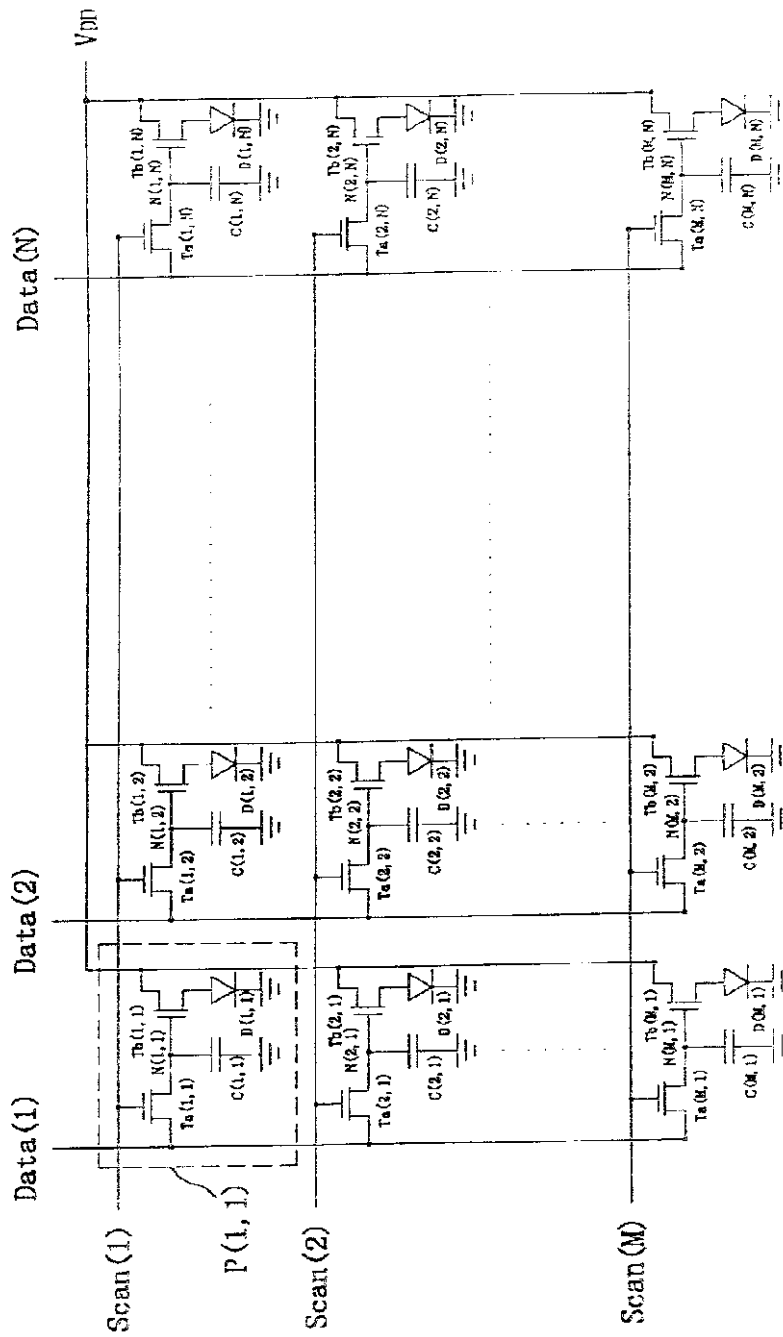 Data(1)
Data(2)
Data(N)
VDD
Scan(1)
Tb(1,1)
N(1,1)
Ta(1,1)
C(1,1)
D(1,1)
Tb(1,2)
N(1,2)
Ta(1,2)
C(1,2)
D(1,2)
Tb(1,N)
N(1,N)
Ta(1,N)
C(1,N)
D(1,N)
P(1,1)
Scan(2)
Tb(2,1)
N(2,1)
Ta(2,1)
C(2,1)
D(2,1)
Tb(2,2)
N(2,2)
Ta(2,2)
C(2,2)
D(2,2)
Tb(2,N)
N(2,N)
Ta(2,N)
C(2,N)
D(2,N)
Scan(M)
Tb(M,1)
N(M,1)
Ta(M,1)
C(M,1)
D(M,1)
Tb(M,2)
N(M,2)
Ta(M,2)
C(M,2)
D(M,2)
Tb(M,N)
N(M,N)
Ta(M,N)
C(M,N)
D(M,N)